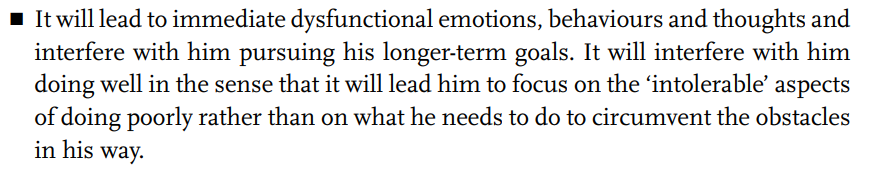 ■ It will lead to immediate dysfunctional emotions, behaviours and thoughts and
interfere with him pursuing his longer-term goals. It will interfere with him
doing well in the sense that it will lead him to focus on the ‘intolerable’ aspects
of doing poorly rather than on what he needs to do to circumvent the obstacles
in his way.